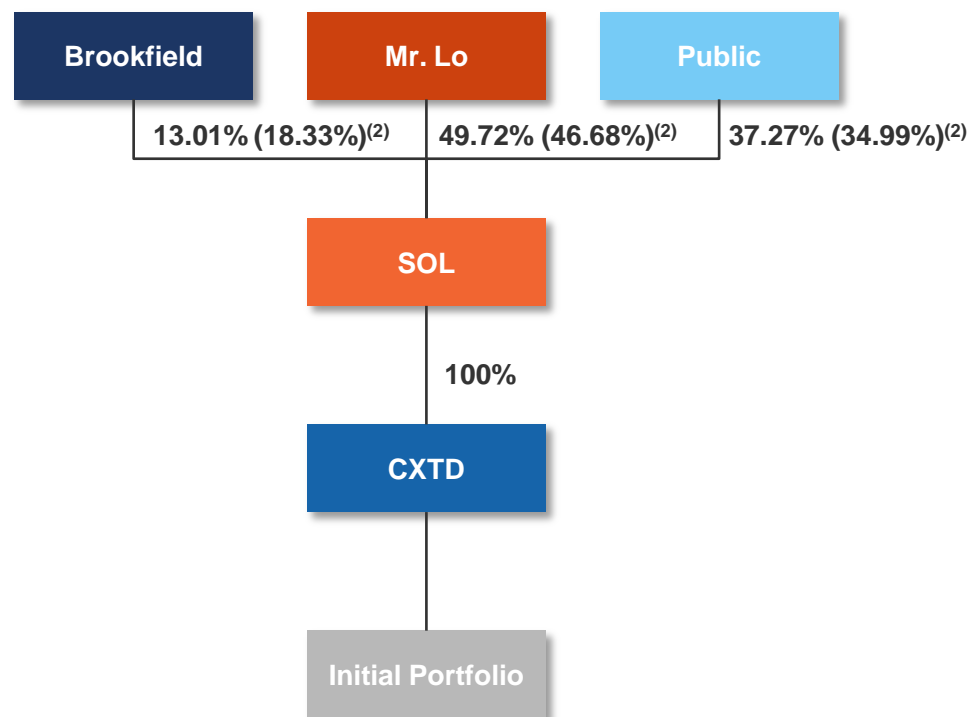 Brookfield
Mr. Lo
Public
13.01% (18.33%)(2)
49.72% (46.68%)(2)
37.27% (34.99%)(2)
SOL
100%
CXTD
Initial Portfolio